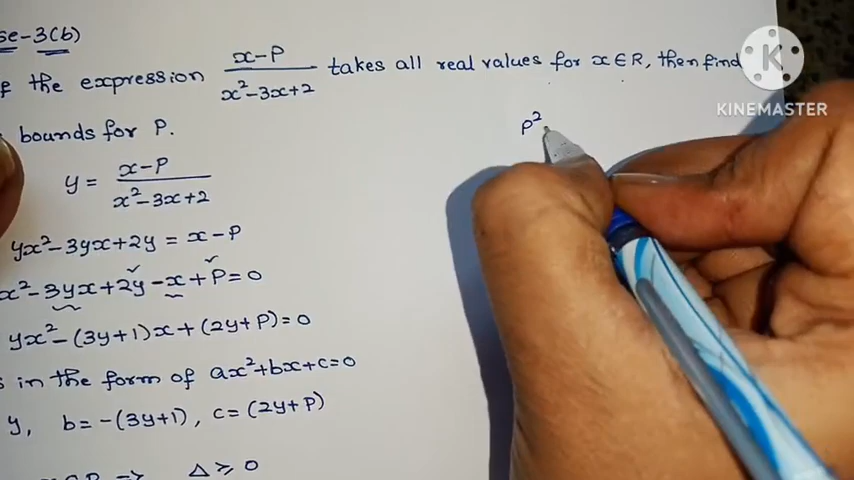 se-3(b)
f the expression x-P / x²-3x+2 takes all real values for x∈R, then find
bounds for P.
y = x-P / x²-3x+2
yx²-3yx+2y = x-P
x²-3yx+2y-x+P=0
yx²-(3y+1)x+(2y+P)=0
s in the form of ax²+bx+c=0
y, b=-(3y+1), c=(2y+P)
=> Δ≥0
P²
K
KINEMASTER